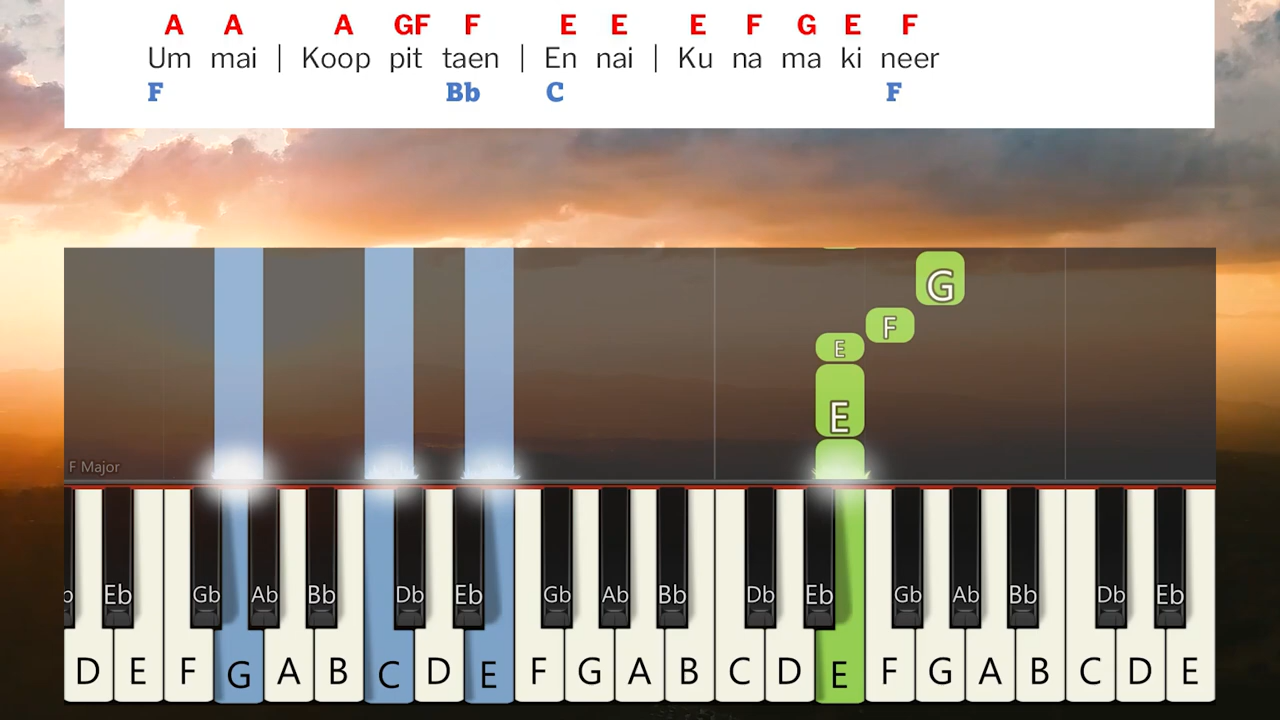 A A A GF F E E E F G E F
Um mai | Koop pit taen | En nai | Ku na ma ki neer
F Bb C F
G
F
E
E
F Major
Eb Gb Ab Bb Db Eb Gb Ab Bb Db Eb Gb Ab Bb Db Eb
D E F G A B C D E F G A B C D E F G A B C D E